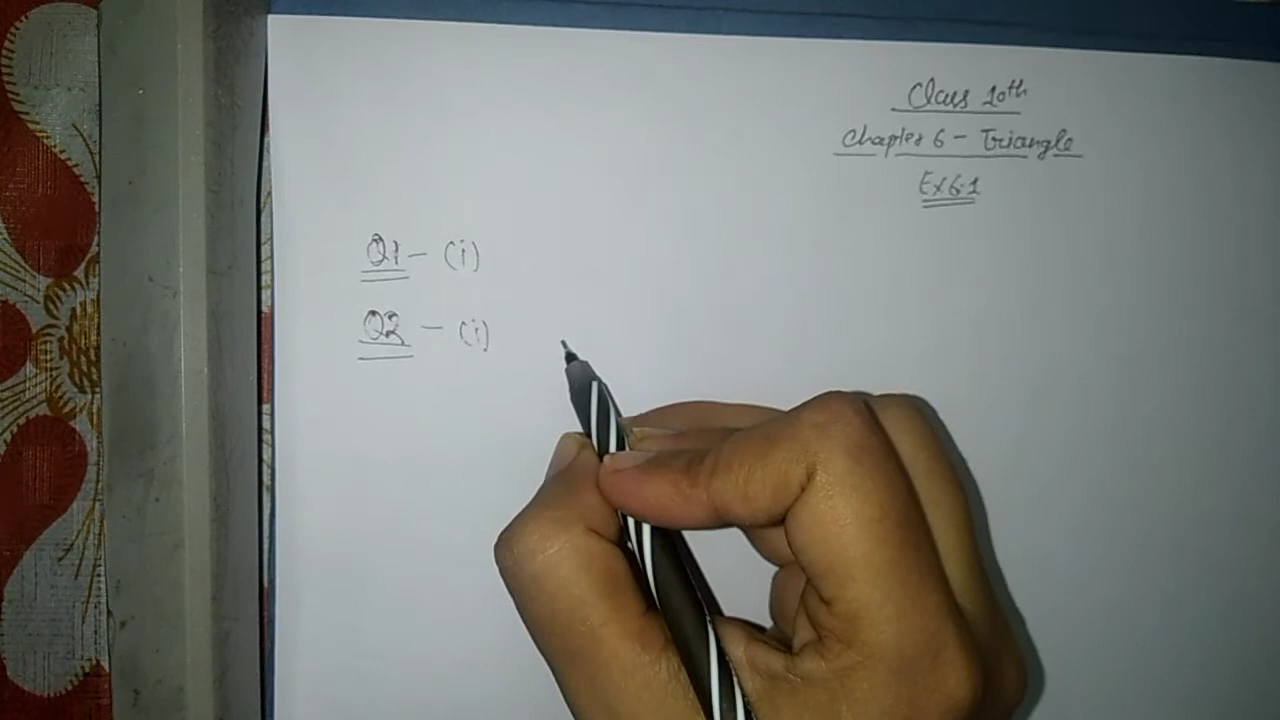 Class 10th
Chapter 6 - Triangle
Ex 6.1
Q1 - (i)
Q2 - (i)